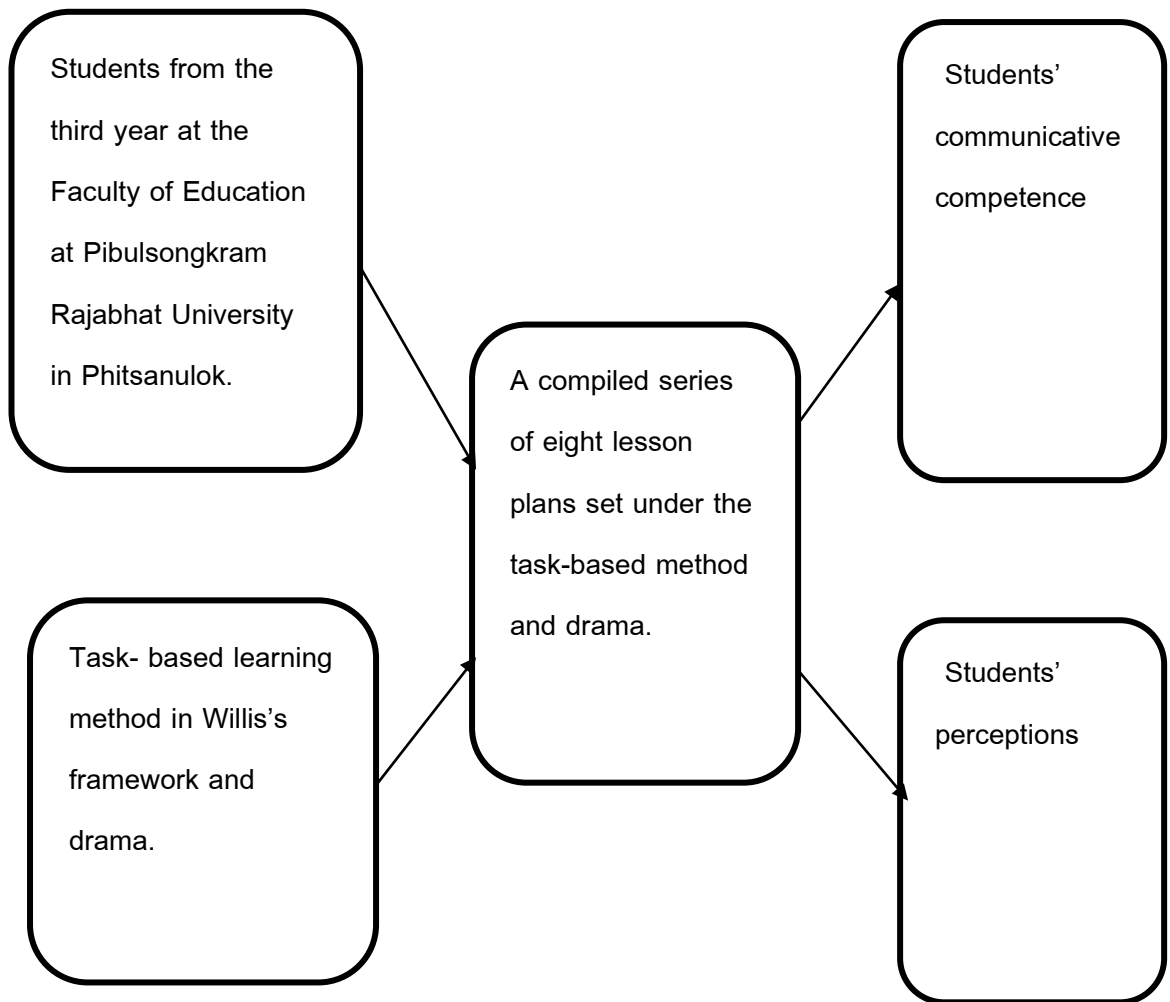 Students from the
third year at the
Faculty of Education
at Pibulsongkram
Rajabhat University
in Phitsanulok.
Task- based learning
method in Willis’s
framework and
drama.
A compiled series
of eight lesson
plans set under the
task-based method
and drama.
Students’
communicative
competence
Students’
perceptions